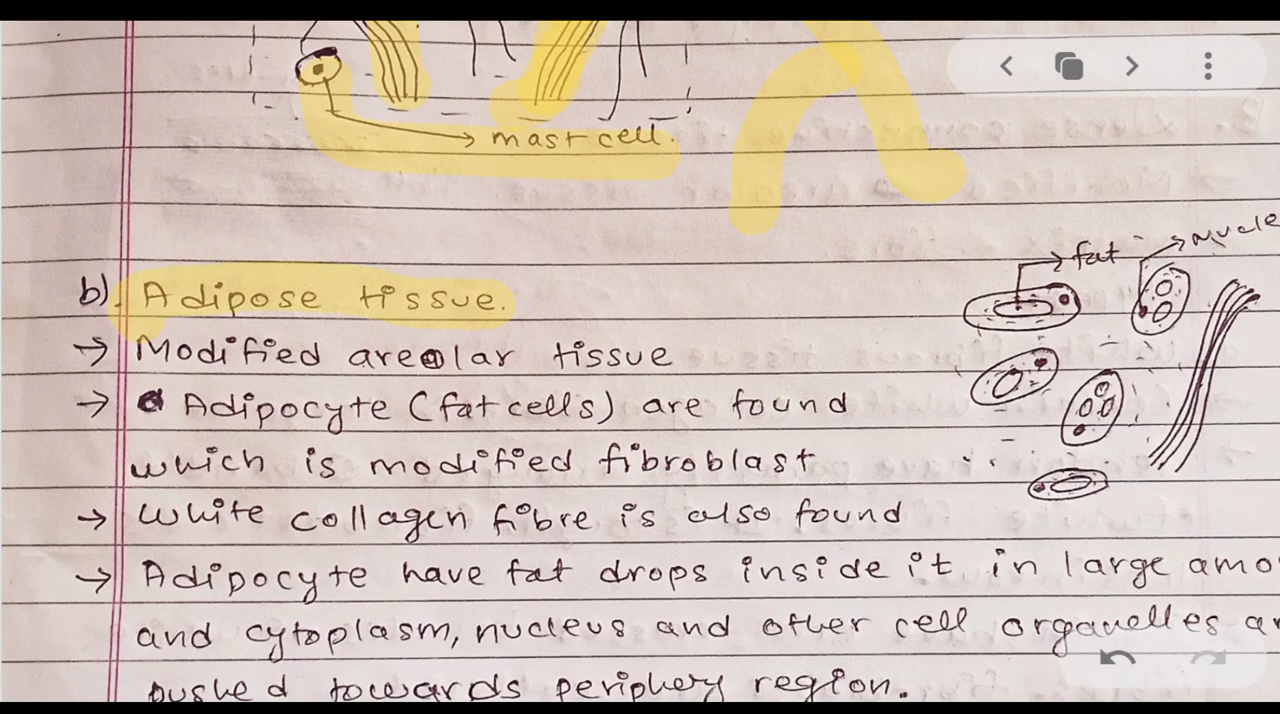 mast cell.
→ fat
b). Adipose tissue.
→ Modified areolar tissue
→ Adipocyte (fat cells) are found
which is modified fibroblast
→ White collagen fibre is also found
→ Adipocyte have fat drops inside it in large
and cytoplasm, nucleus and other cell organelles
pushed towards periphery region.